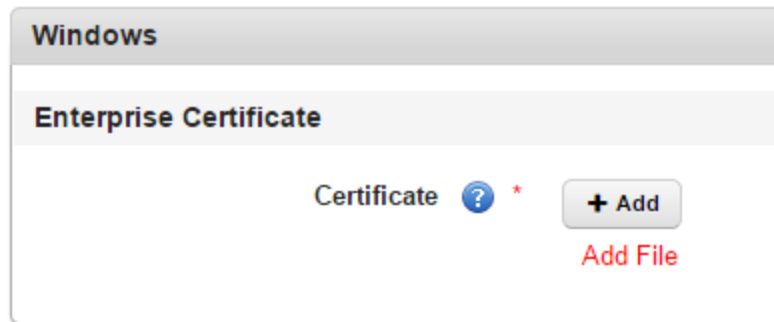 Windows
Enterprise Certificate
Certificate ? * + Add
Add File